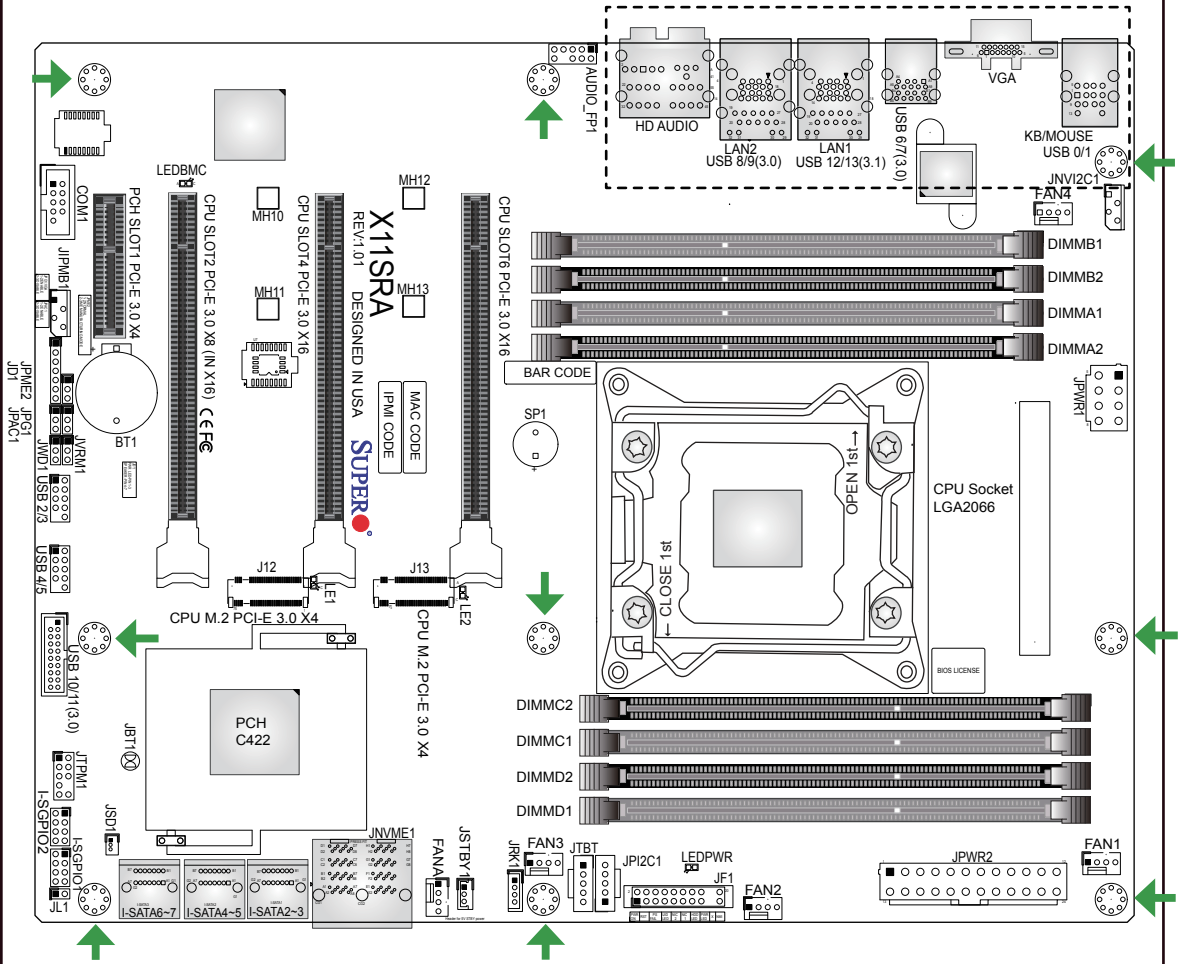 AUDIO_FP1
HD AUDIO
LAN2
USB 8/9(3.0)
LAN1
USB 12/13(3.1)
USB 6/7(3.0)
VGA
KB/MOUSE
USB 0/1
JNVI2C1
FAN4
LEDBMC
COM1
PCH SLOT1 PCI-E 3.0 X4
CPU SLOT2 PCI-E 3.0 X8 (IN X16)
MH10
CPU SLOT4 PCI-E 3.0 X16
MH12
X11SRA
REV:1.01
DESIGNED IN USA
CPU SLOT6 PCI-E 3.0 X16
MH11
MH13
DIMMB1
DIMMB2
DIMMA1
DIMMA2
JIPMB1
BAR CODE
IPMI CODE
MAC CODE
SUPER
JPME2
JD1
JPG1
JPAC1
JVRM1
JWD1
BT1
CE FC
SP1
JPWR1
OPEN 1st
CPU Socket
LGA2066
CLOSE 1st
USB 2/3
USB 4/5
J12
LE1
J13
LE2
CPU M.2 PCI-E 3.0 X4
CPU M.2 PCI-E 3.0 X4
USB 10/11(3.0)
BIOS LICENSE
PCH
C422
JBT1
DIMMC2
DIMMC1
DIMMD2
DIMMD1
JTPM1
I-SGPIO2
I-SGPIO1
JSD1
JL1
I-SATA6~7
I-SATA4~5
I-SATA2~3
JNVME1
FANA
JSTBY1
JRK1
FAN3
JTBT
JPI2C1
LEDPWR
JF1
FAN2
JPWR2
FAN1